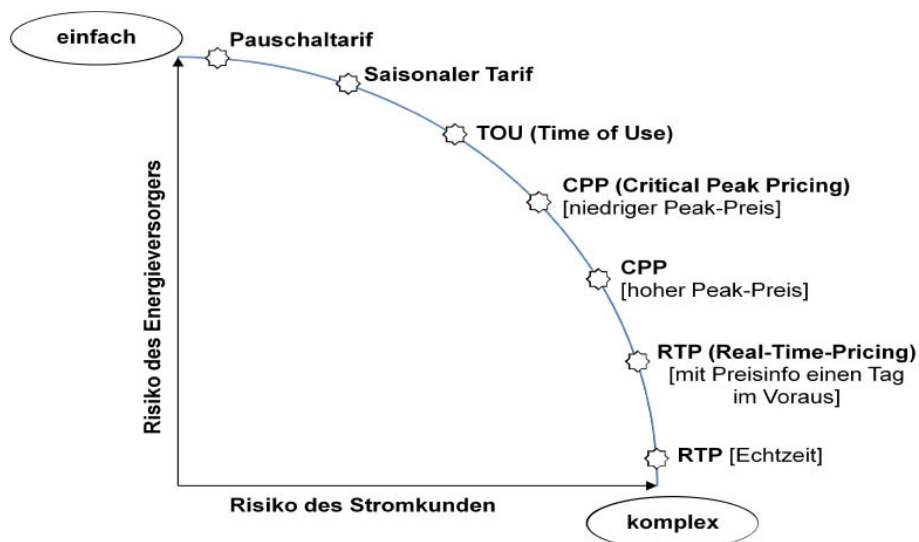 einfach
Pauschaltarif
Saisonaler Tarif
TOU (Time of Use)
CPP (Critical Peak Pricing)
[niedriger Peak-Preis]
CPP
[hoher Peak-Preis]
RTP (Real-Time-Pricing)
[mit Preisinfo einen Tag
im Voraus]
RTP [Echtzeit]
Risiko des Energieversorgers
Risiko des Stromkunden
komplex